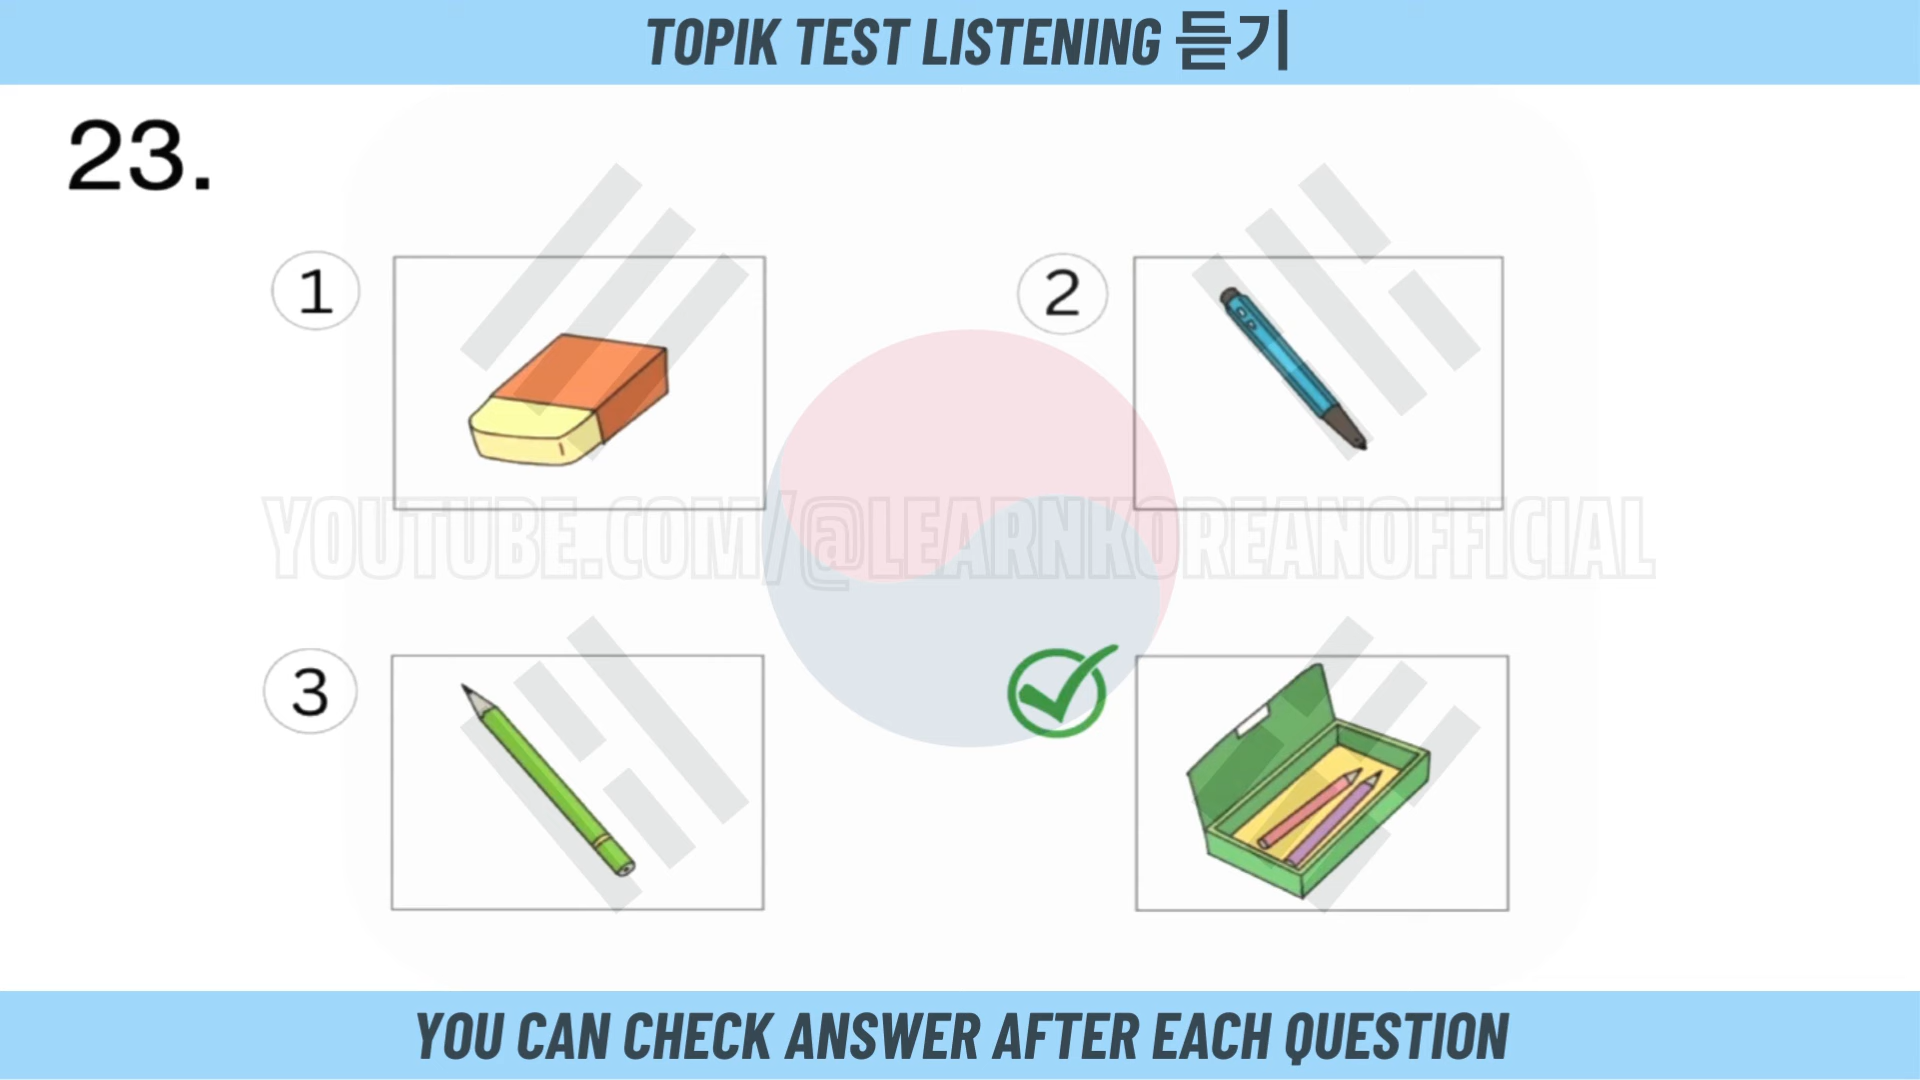 TOPIK TEST LISTENING 듣기
23.
1
2
YOUTUBE.COM/@LEARNKOREANOFFICIAL
3
YOU CAN CHECK ANSWER AFTER EACH QUESTION